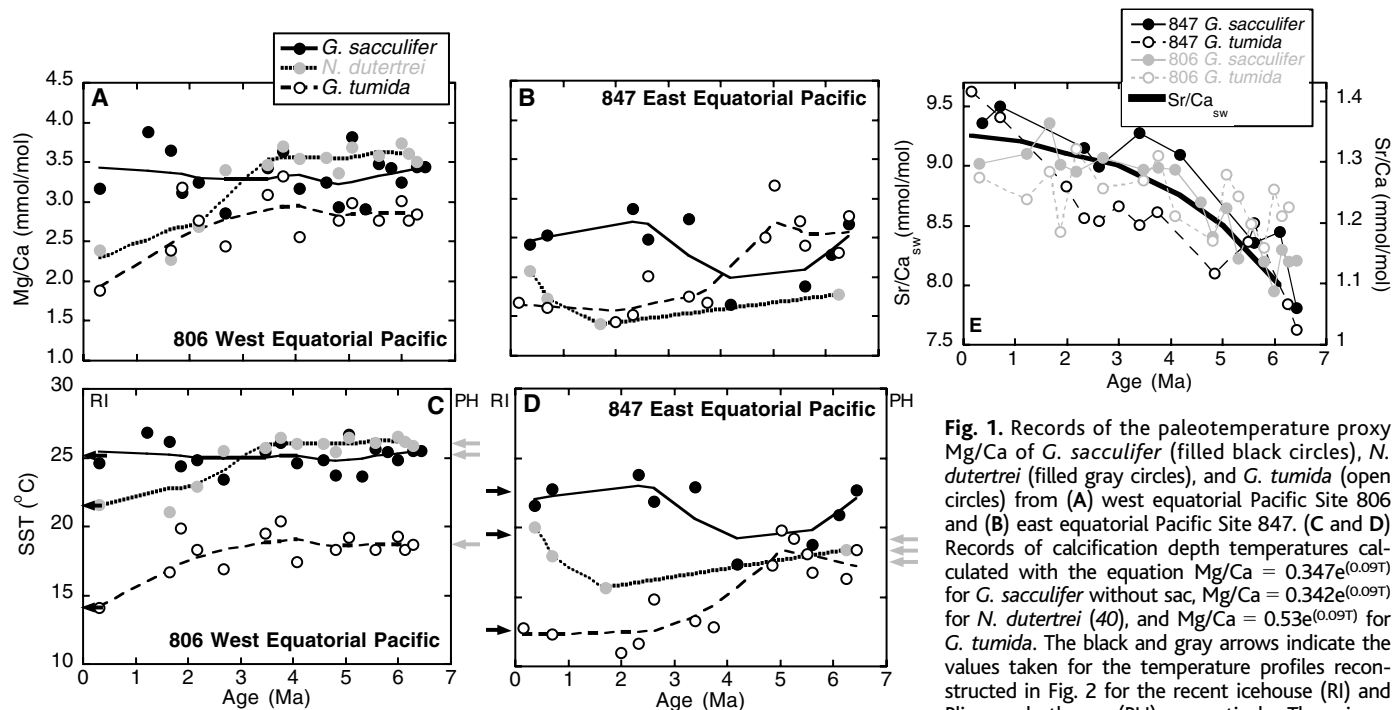 G. sacculifer
N. dutertrei
G. tumida
A
806 West Equatorial Pacific
Mg/Ca (mmol/mol)
4.5
4.0
3.5
3.0
2.5
2.0
1.5
1.0
B
847 East Equatorial Pacific
847 G. sacculifer
847 G. tumida
806 G. sacculifer
806 G. tumida
Sr/Ca sw
E
Sr/Ca sw (mmol/mol)
9.5
9.0
8.5
8.0
7.5
Sr/Ca (mmol/mol)
1.4
1.3
1.2
1.1
1
0 1 2 3 4 5 6 7
Age (Ma)
RI
C
PH
806 West Equatorial Pacific
SST (°C)
30
25
20
15
10
0 1 2 3 4 5 6 7
Age (Ma)
RI
D
847 East Equatorial Pacific
PH
0 1 2 3 4 5 6 7
Age (Ma)
Fig. 1. Records of the paleotemperature proxy
Mg/Ca of G. sacculifer (filled black circles), N.
dutertrei (filled gray circles), and G. tumida (open
circles) from (A) west equatorial Pacific Site 806
and (B) east equatorial Pacific Site 847. (C and D)
Records of calcification depth temperatures cal-
culated with the equation Mg/Ca = 0.347e(0.09T)
for G. sacculifer without sac, Mg/Ca = 0.342e(0.09T)
for N. dutertrei (40), and Mg/Ca = 0.53e(0.09T) for
G. tumida. The black and gray arrows indicate the
values taken for the temperature profiles recon-
structed in Fig. 2 for the recent icehouse (RI) and